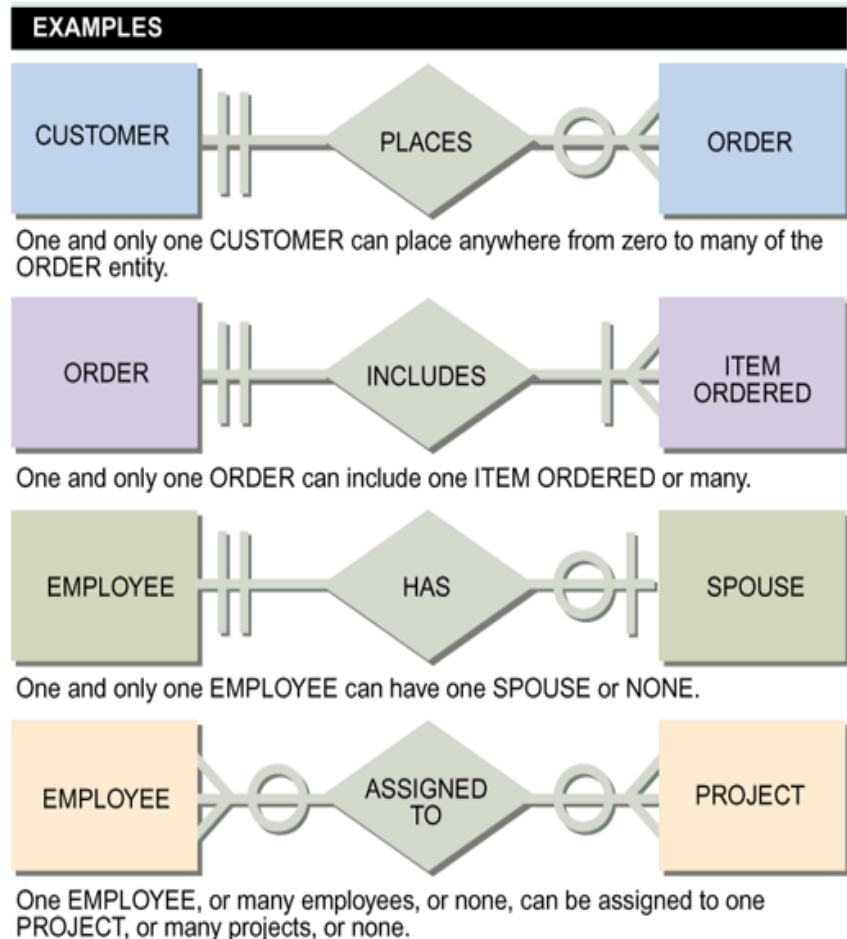 EXAMPLES
CUSTOMER
PLACES
ORDER
One and only one CUSTOMER can place anywhere from zero to many of the
ORDER entity.
ORDER
INCLUDES
ITEM
ORDERED
One and only one ORDER can include one ITEM ORDERED or many.
EMPLOYEE
HAS
SPOUSE
One and only one EMPLOYEE can have one SPOUSE or NONE.
EMPLOYEE
ASSIGNED
TO
PROJECT
One EMPLOYEE, or many employees, or none, can be assigned to one
PROJECT, or many projects, or none.